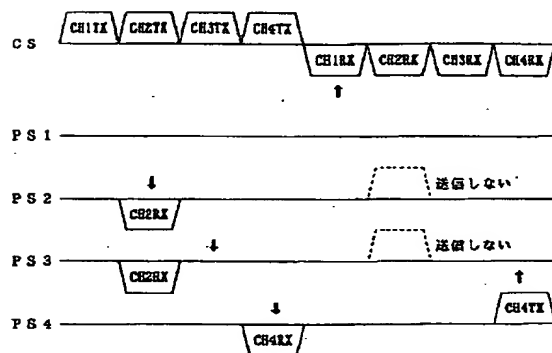 CH1TX CH2TX CH3TX CH4TX
CS
CH1RX CH2RX CH3RX CH4RX
↑
PS1
↓ 送信しない
PS2
CH2RX
↓ 送信しない
PS3
CH2RX ↑
↓ CH4TX
PS4
CH4RX